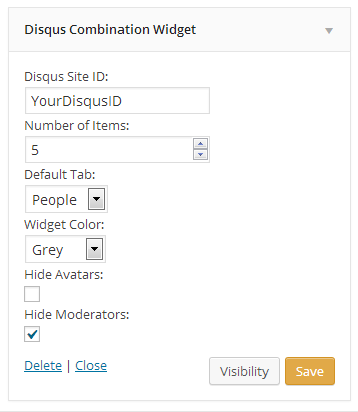 Disqus Combination Widget
Disqus Site ID:
YourDisqusID
Number of Items:
5
Default Tab:
People
Widget Color:
Grey
Hide Avatars:
Hide Moderators:
Delete | Close Visibility Save